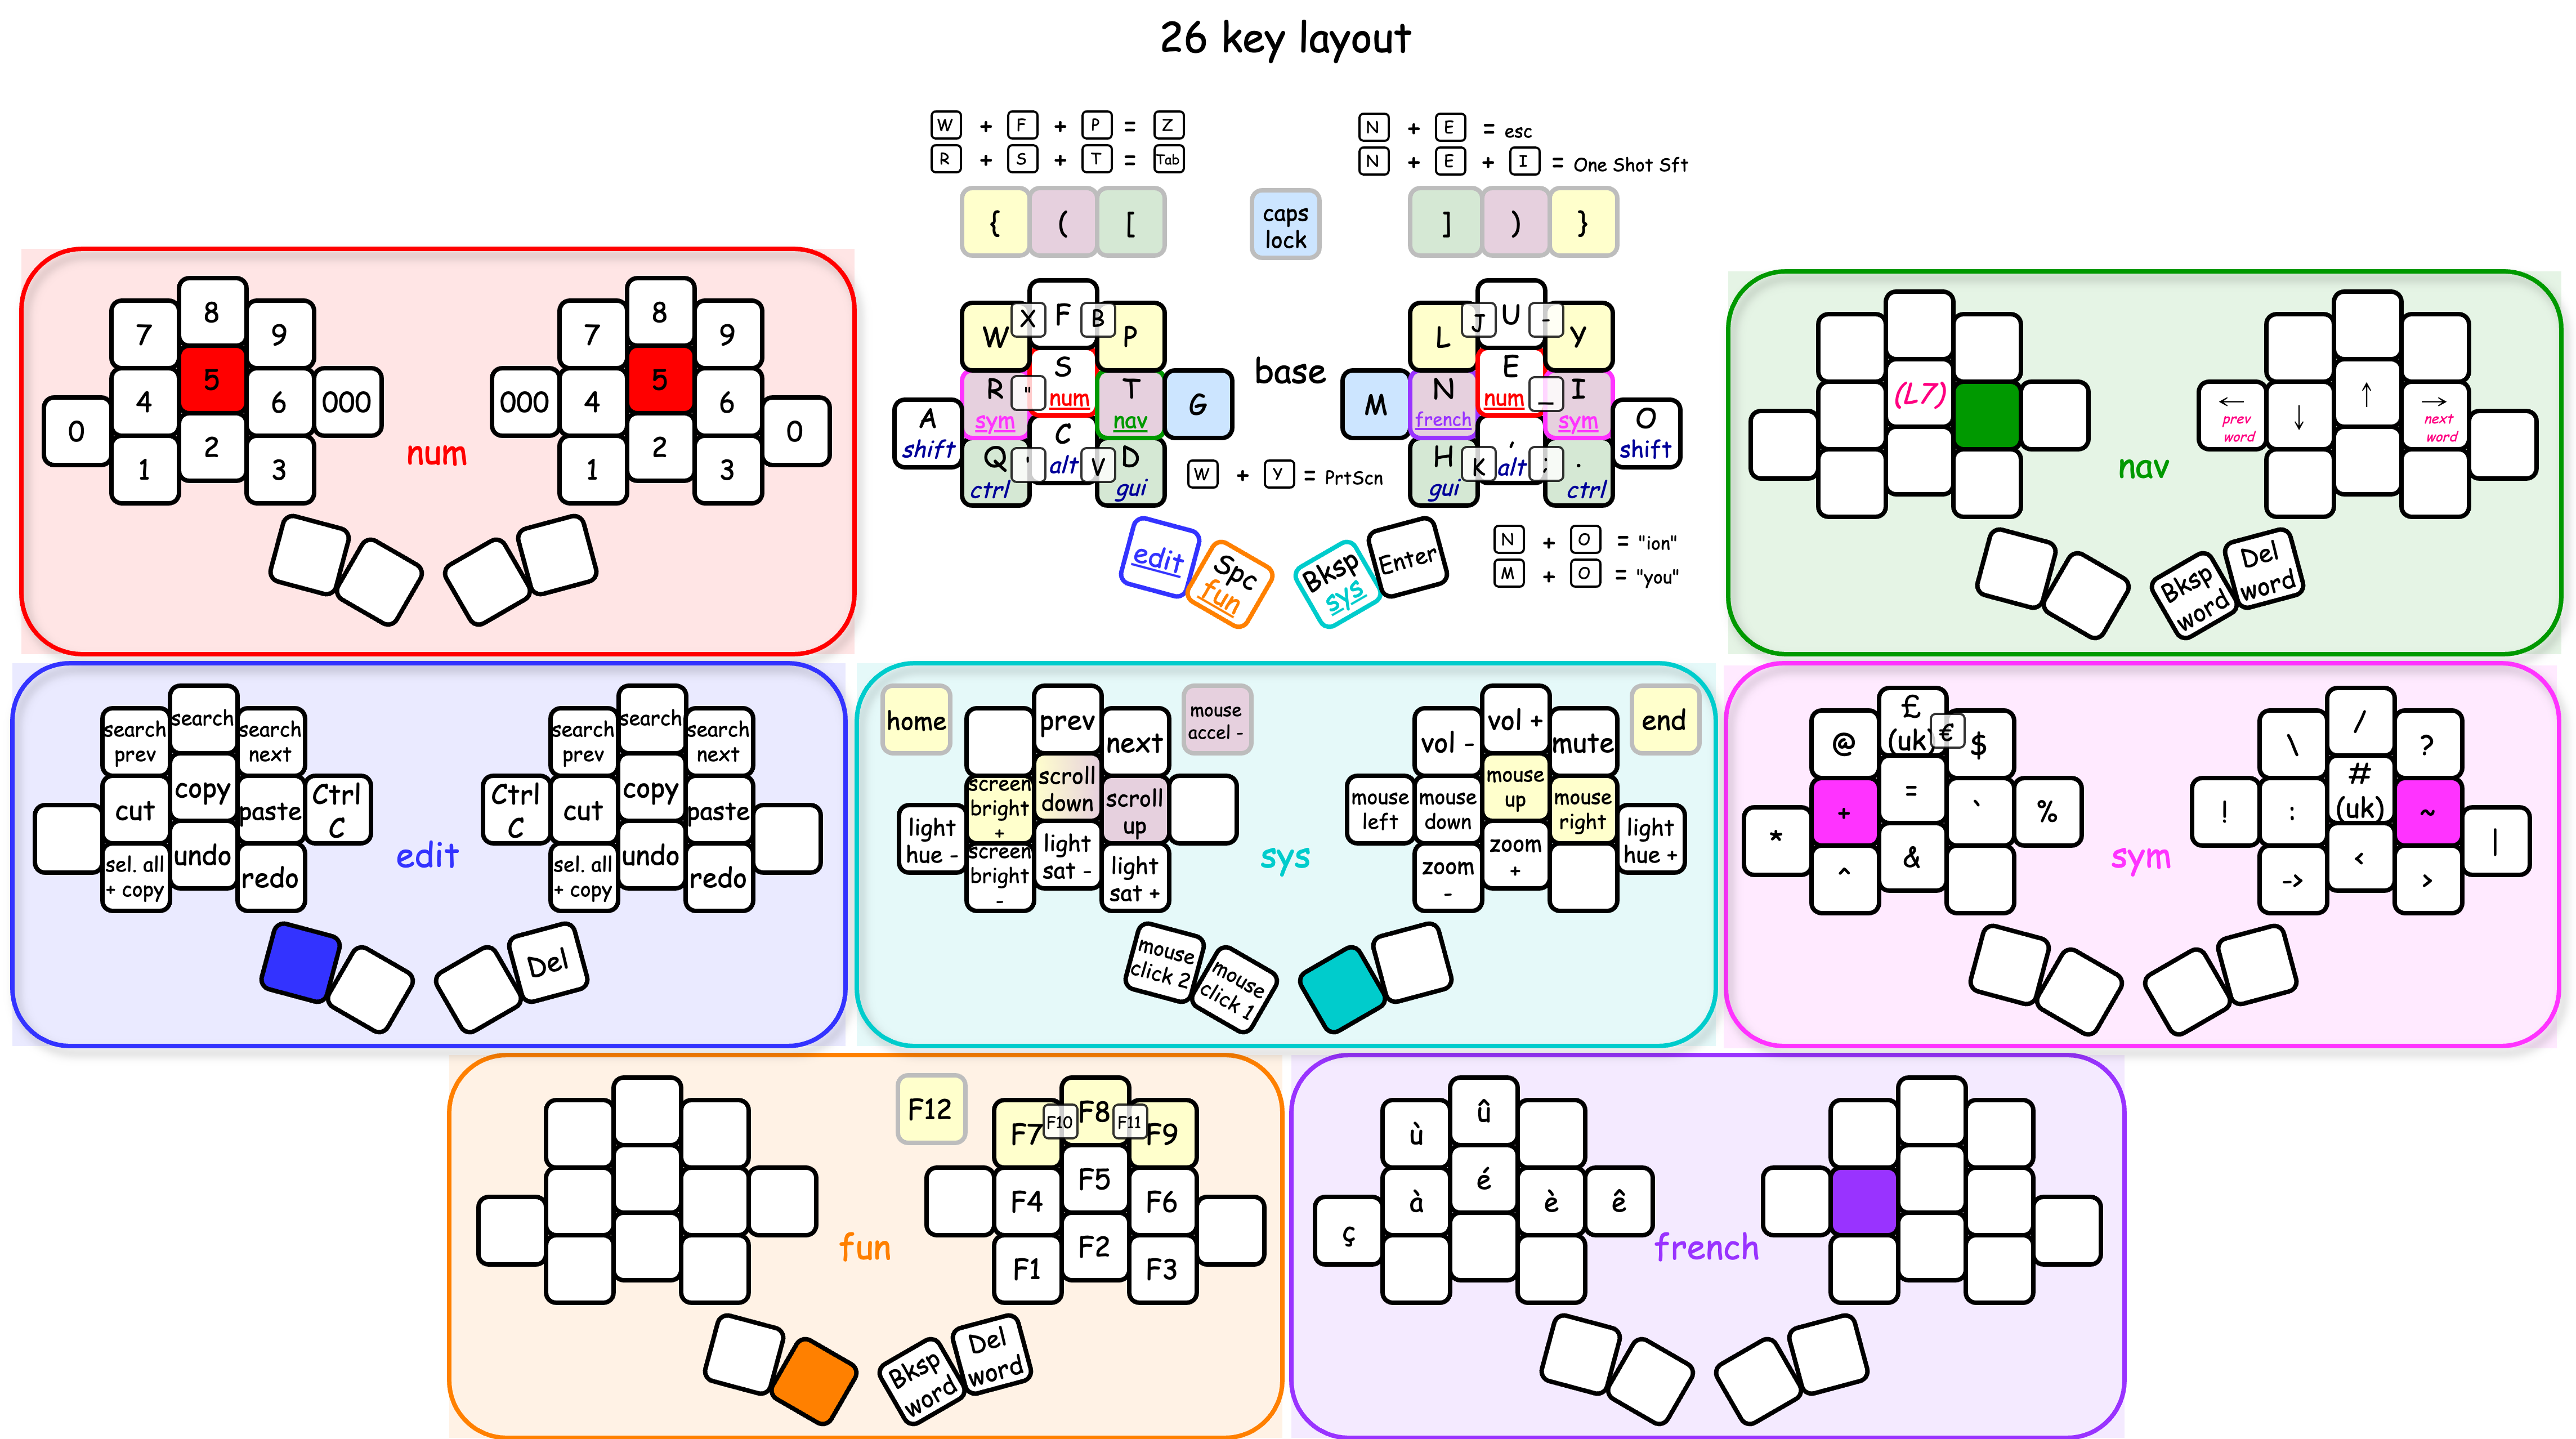 26 key layout
W + F + P = Z
R + S + T = Tab
N + E = esc
N + E + I = One Shot Sft
{ ( [
caps
lock
] ) }
8 8
7 9 7 9
5 5
4 6 000 000 4 6
0 0
2 2
1 3 1 3
num
W X F B P
R sym " S num T nav G
A shift
Q ctrl ' C alt V D gui
base
L J U - Y
M N french E num _ I sym
O shift
H gui K , alt ; . ctrl
W + Y = PrtScn
edit
Spc
fun
Bksp
sys
Enter
N + O = "ion"
M + O = "you"
(L7)
nav
←
prev
word
↓
↑
→
next
word
Bksp
word
Del
word
search
prev
search
search
next
cut
copy
paste
Ctrl
C
sel. all
+ copy
undo
redo
edit
search
prev
search
search
next
Ctrl
C
cut
copy
paste
sel. all
+ copy
undo
redo
Del
home
prev
next
mouse
accel -
screen
bright
+
scroll
down
scroll
up
light
hue -
screen
bright
-
light
sat -
light
sat +
sys
vol -
vol +
mute
end
mouse
left
mouse
down
mouse
up
mouse
right
light
hue +
zoom
-
zoom
+
mouse
click 2
mouse
click 1
@
£
(uk)
€
$
+
=
`
%
*
^
&
sym
\
/
?
!
:
#
(uk)
~
|
->
<
>
fun
F12
F7 F10 F8 F11 F9
F4 F5 F6
F1 F2 F3
Bksp
word
Del
word
ù û
à é è ê
ç
french